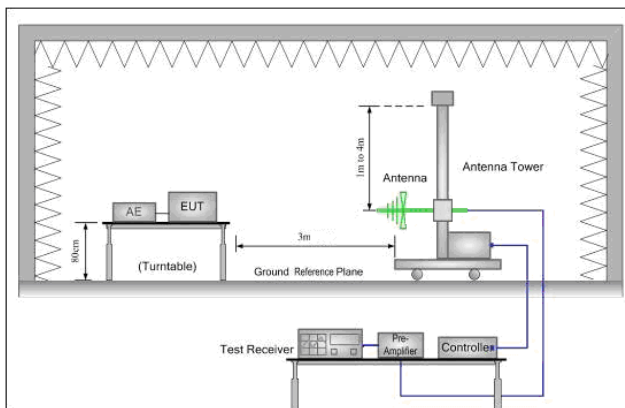 1m to 4m
Antenna
Antenna Tower
AE
EUT
80cm
3m
(Turntable)
Ground Reference Plane
Test Receiver
Pre-
Amplifier
Controller